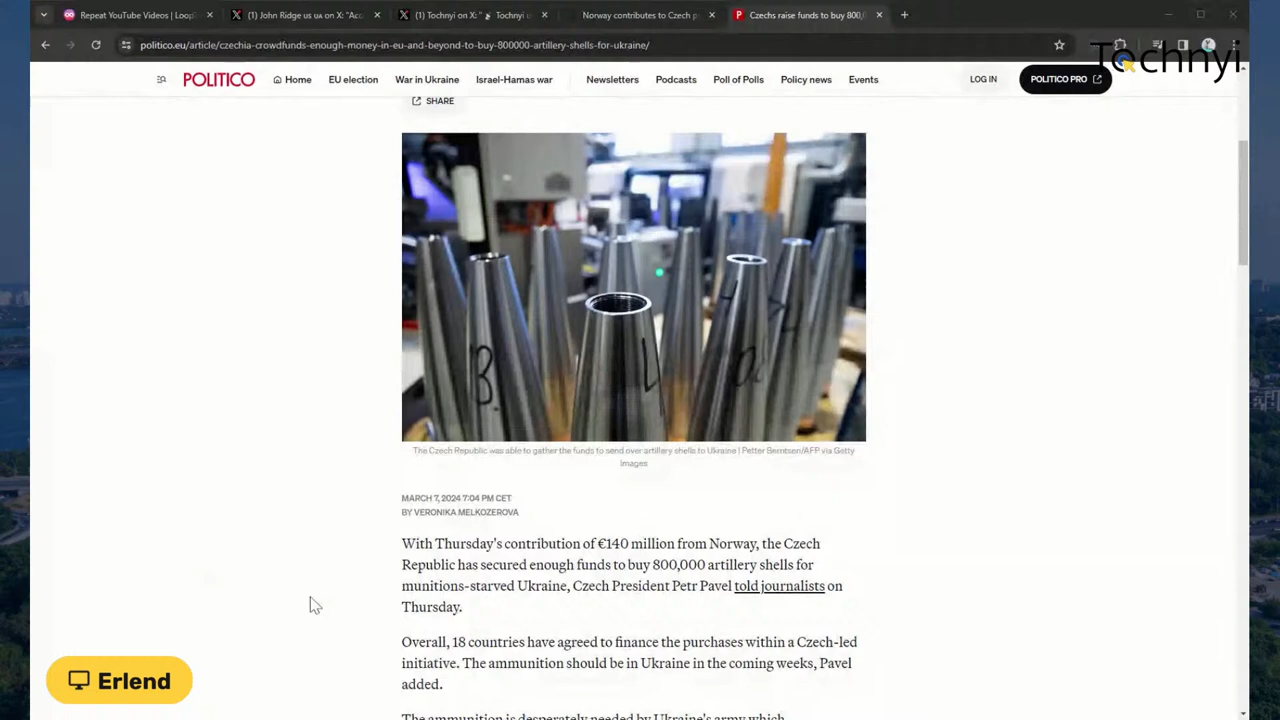 Repeat YouTube Videos | Loop
(1) John Ridge us UA on X: "Acc
(1) Tochnyi on X: "
Tochnyi u
Norway contributes to Czech p
Czechs raise funds to buy 800,
politico.eu/article/czechia-crowdfunds-enough-money-in-eu-and-beyond-to-buy-800000-artillery-shells-for-ukraine/
Tochnyi
POLITICO
Home
EU election
War in Ukraine
Israel-Hamas war
Newsletters
Podcasts
Poll of Polls
Policy news
Events
LOG IN
POLITICO PRO
SHARE
B.
The Czech Republic was able to gather the funds to send over artillery shells to Ukraine | Petter Berntsen/AFP via Getty
Images
MARCH 7, 2024 7:04 PM CET
BY VERONIKA MELKOZEROVA
With Thursday's contribution of €140 million from Norway, the Czech
Republic has secured enough funds to buy 800,000 artillery shells for
munitions-starved Ukraine, Czech President Petr Pavel told journalists on
Thursday.
Overall, 18 countries have agreed to finance the purchases within a Czech-led
initiative. The ammunition should be in Ukraine in the coming weeks, Pavel
added.
The ammunition is desperately needed by Ukraine's army which
Erlend